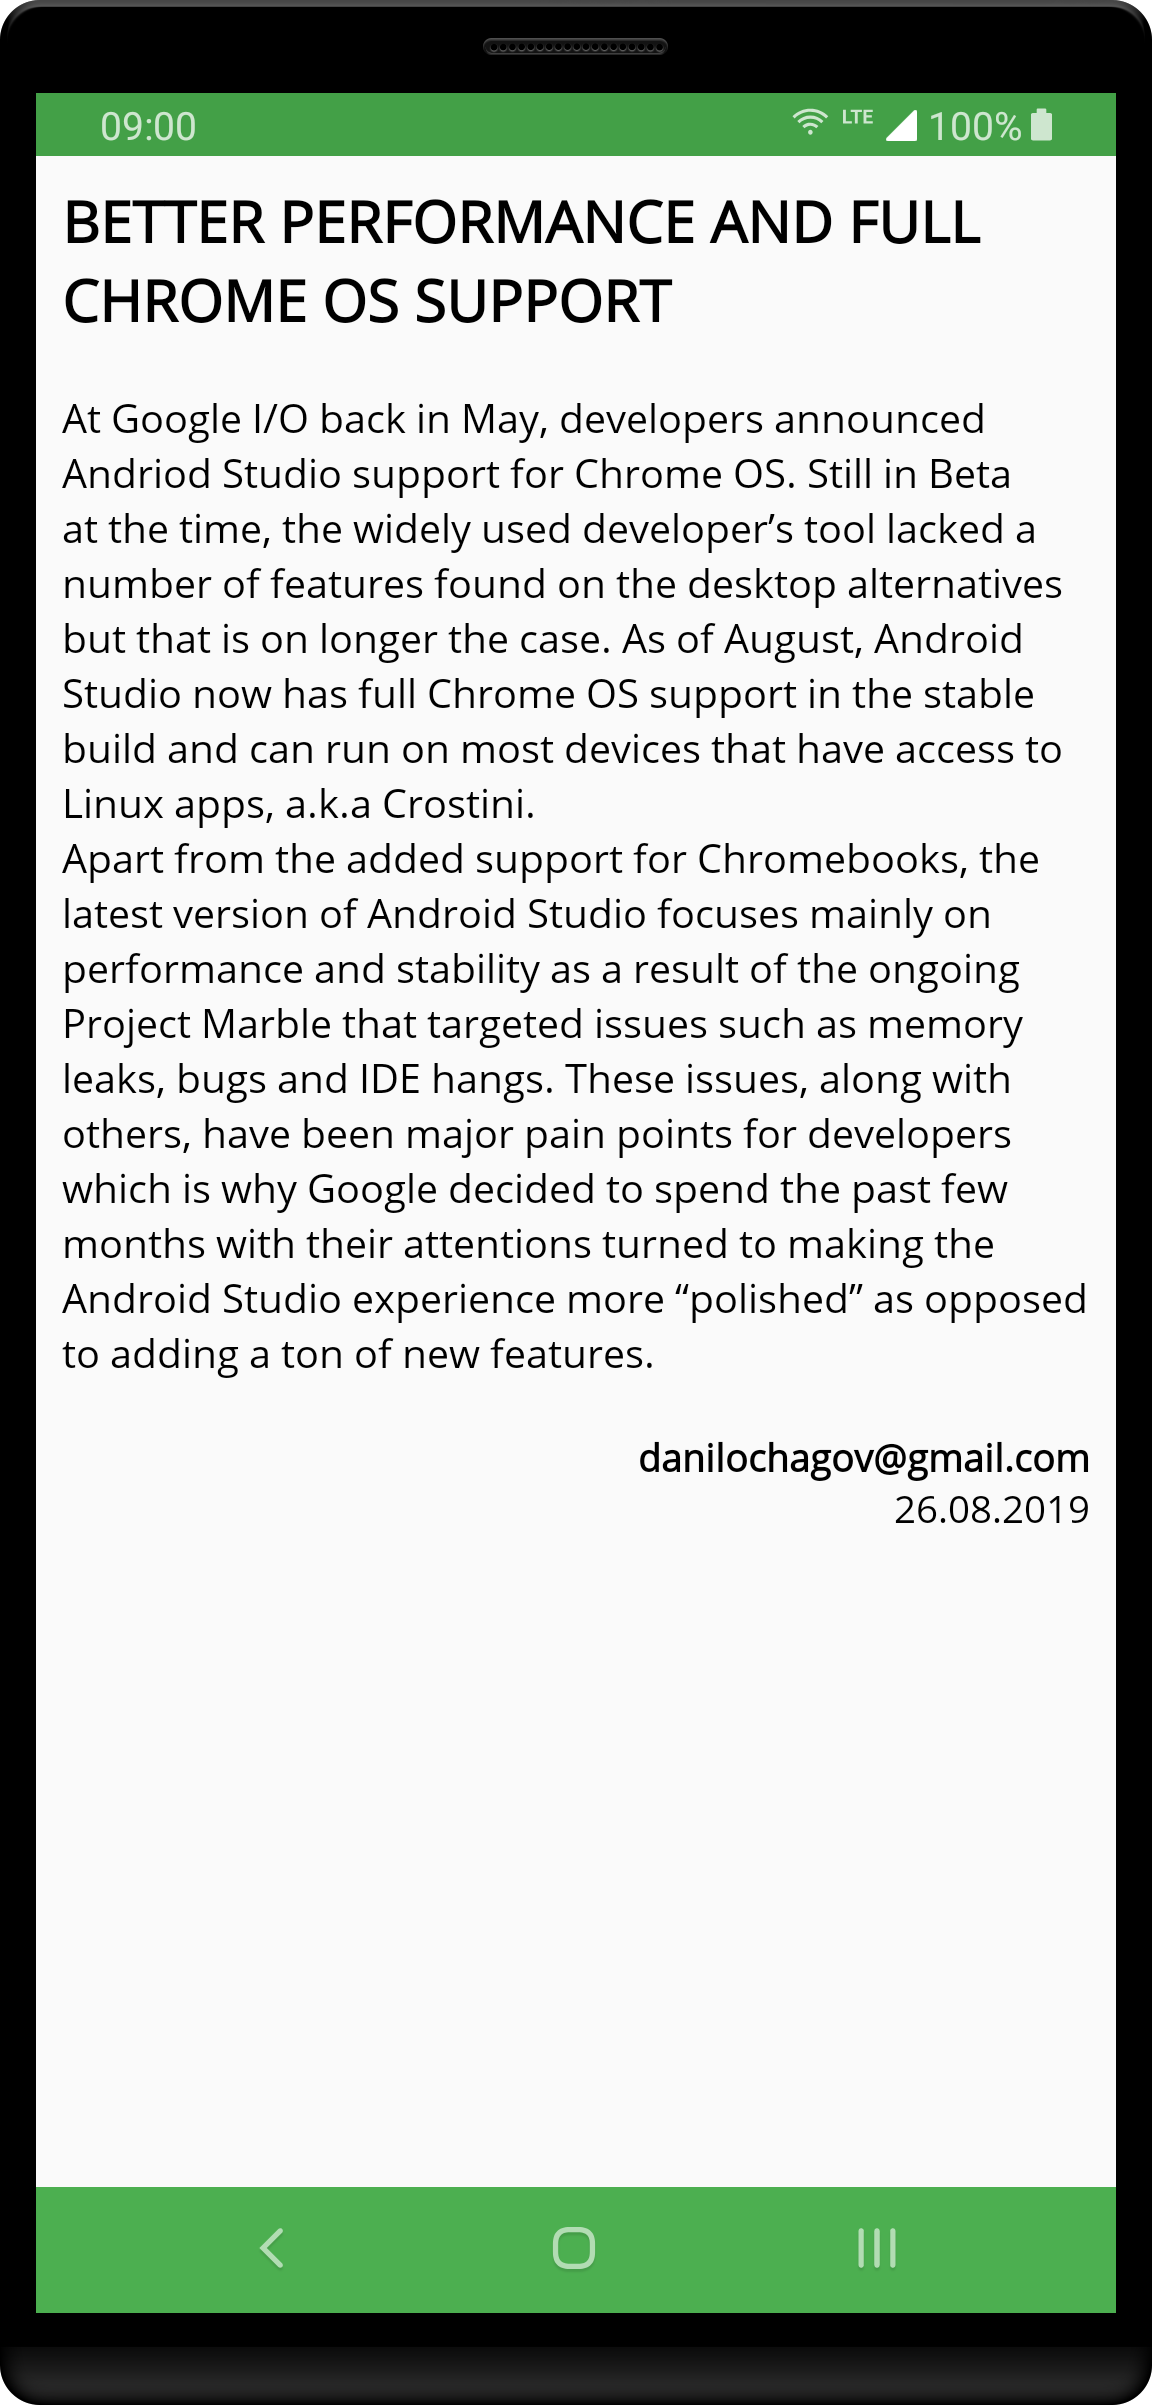 09:00
LTE 100%
BETTER PERFORMANCE AND FULL
CHROME OS SUPPORT
At Google I/O back in May, developers announced
Andriod Studio support for Chrome OS. Still in Beta
at the time, the widely used developer’s tool lacked a
number of features found on the desktop alternatives
but that is on longer the case. As of August, Android
Studio now has full Chrome OS support in the stable
build and can run on most devices that have access to
Linux apps, a.k.a Crostini.
Apart from the added support for Chromebooks, the
latest version of Android Studio focuses mainly on
performance and stability as a result of the ongoing
Project Marble that targeted issues such as memory
leaks, bugs and IDE hangs. These issues, along with
others, have been major pain points for developers
which is why Google decided to spend the past few
months with their attentions turned to making the
Android Studio experience more “polished” as opposed
to adding a ton of new features.
danilochagov@gmail.com
26.08.2019